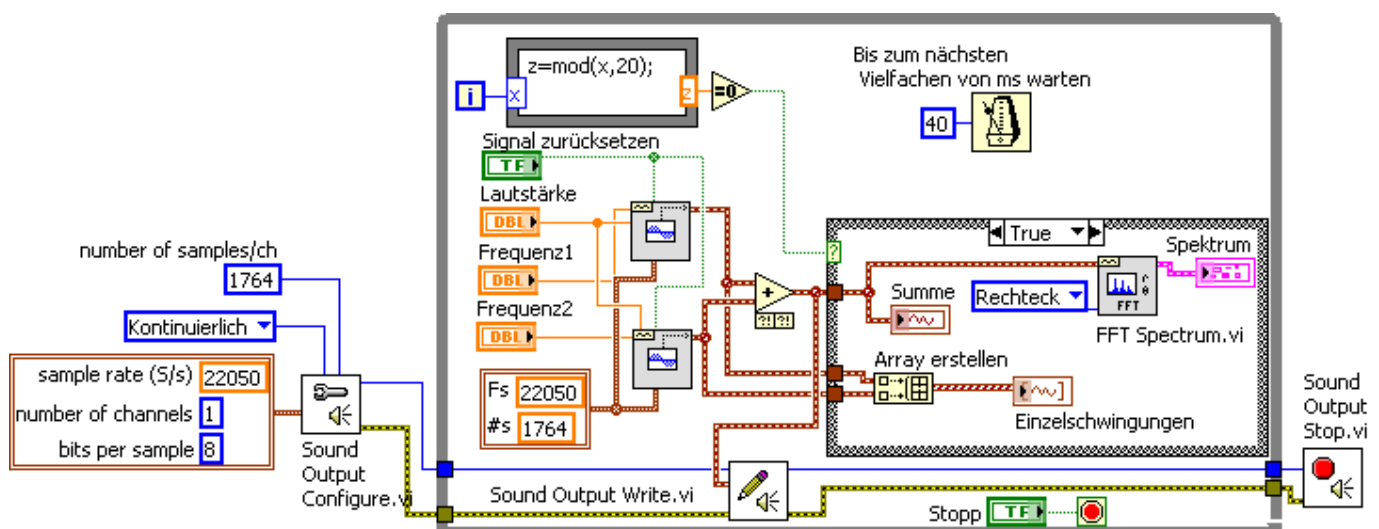 z=mod(x,20);
i
x
z
=0
Bis zum nächsten
Vielfachen von ms warten
40
Signal zurücksetzen
TF
Lautstärke
DBL
Frequenz1
DBL
Frequenz2
DBL
Fs 22050
#s 1764
+
?! ?!
?
True
Summe
Rechteck
FFT
FFT Spectrum.vi
Spektrum
Array erstellen
Einzelschwingungen
number of samples/ch
1764
Kontinuierlich
sample rate (S/s) 22050
number of channels 1
bits per sample 8
Sound
Output
Configure.vi
Sound Output Write.vi
Stopp TF
Sound
Output
Stop.vi